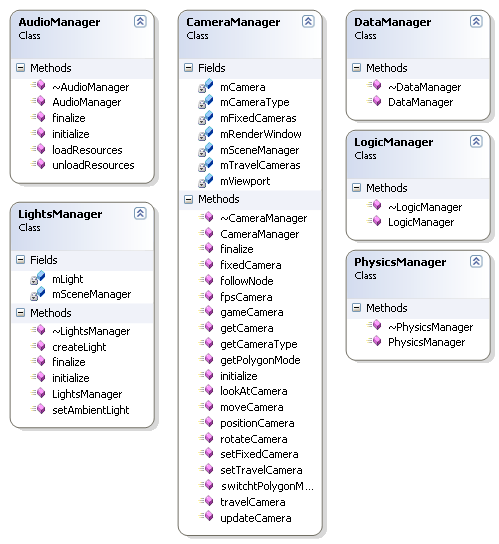 AudioManager
Class
Methods
~AudioManager
AudioManager
finalize
initialize
loadResources
unloadResources
LightsManager
Class
Fields
mLight
mSceneManager
Methods
~LightsManager
createLight
finalize
initialize
LightsManager
setAmbientLight
CameraManager
Class
Fields
mCamera
mCameraType
mFixedCameras
mRenderWindow
mSceneManager
mTravelCameras
mViewport
Methods
~CameraManager
CameraManager
finalize
fixedCamera
followNode
fpsCamera
gameCamera
getCamera
getCameraType
getPolygonMode
initialize
lookAtCamera
moveCamera
positionCamera
rotateCamera
setFixedCamera
setTravelCamera
switchtPolygonM...
travelCamera
updateCamera
DataManager
Class
Methods
~DataManager
DataManager
LogicManager
Class
Methods
~LogicManager
LogicManager
PhysicsManager
Class
Methods
~PhysicsManager
PhysicsManager